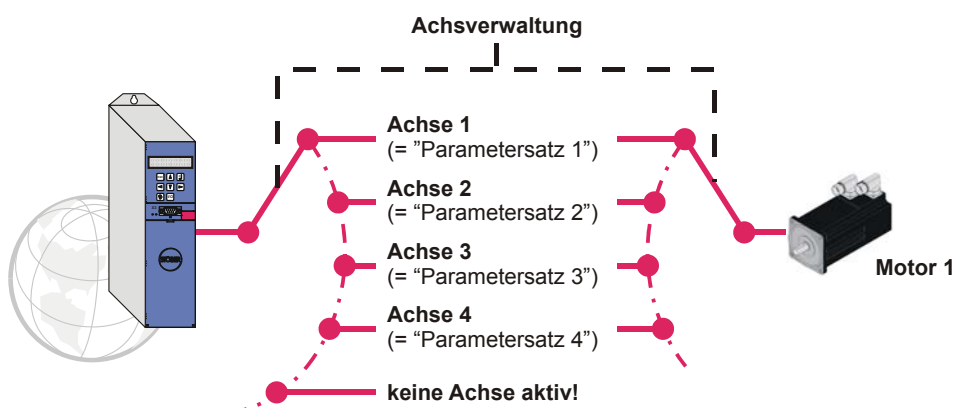 Achsverwaltung
Achse 1
(= ”Parametersatz 1”)
Achse 2
(= “Parametersatz 2”)
Achse 3
(= “Parametersatz 3”)
Achse 4
(= “Parametersatz 4”)
keine Achse aktiv!
Motor 1